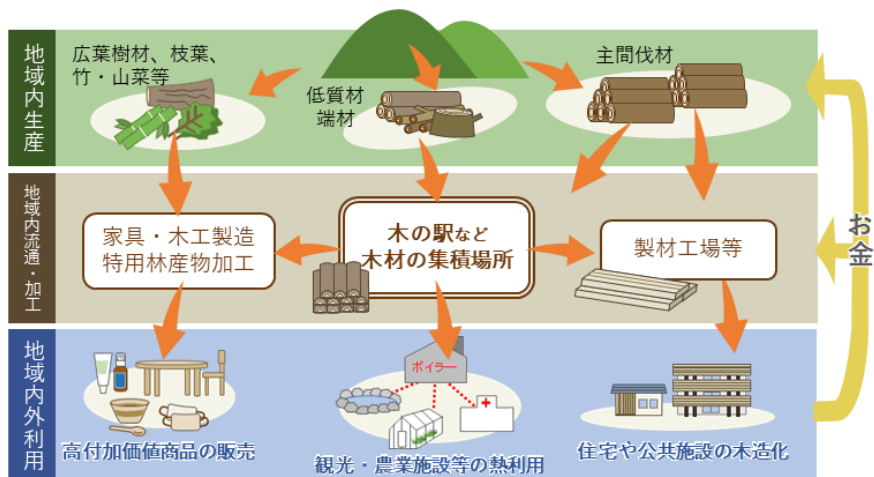 地域内生産
広葉樹材、枝葉、
竹・山菜等
低質材
端材
主間伐材
地域内流通・加工
家具・木工製造
特用林産物加工
木の駅など
木材の集積場所
製材工場等
お金
地域内外利用
ボイラー
高付加価値商品の販売
観光・農業施設等の熱利用
住宅や公共施設の木造化